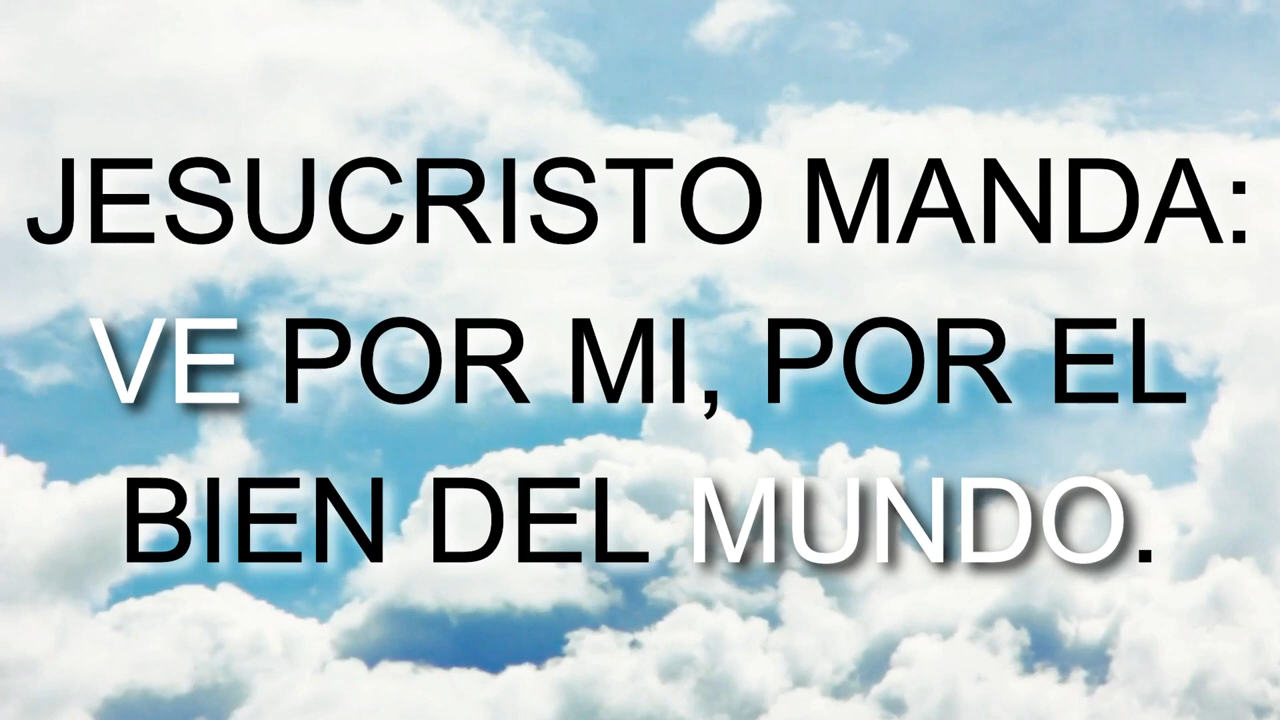 JESUCRISTO MANDA:
VE POR MI, POR EL
BIEN DEL MUNDO.